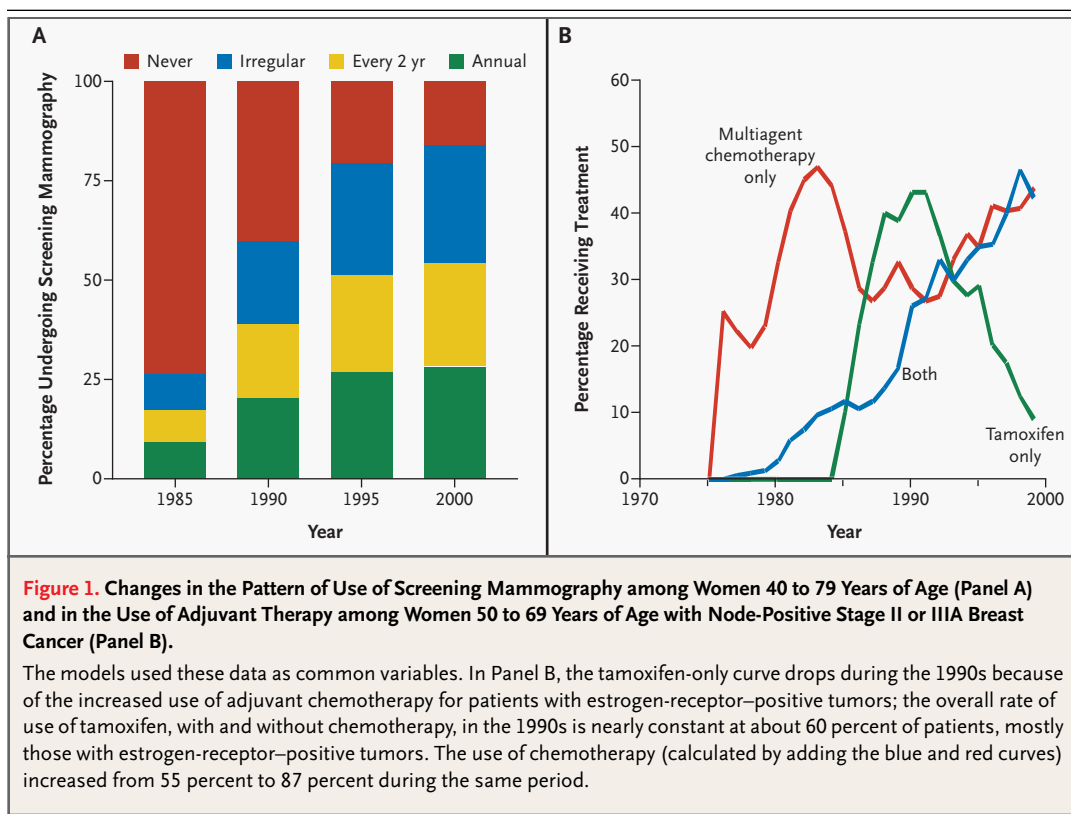 A
Never Irregular Every 2 yr Annual
Percentage Undergoing Screening Mammography
100
75
50
25
0
1985 1990 1995 2000
Year
B
Percentage Receiving Treatment
60
50
40
30
20
10
0
Multiagent
chemotherapy
only
Both
Tamoxifen
only
1970 1980 1990 2000
Year
Figure 1. Changes in the Pattern of Use of Screening Mammography among Women 40 to 79 Years of Age (Panel A)
and in the Use of Adjuvant Therapy among Women 50 to 69 Years of Age with Node-Positive Stage II or IIIA Breast
Cancer (Panel B).
The models used these data as common variables. In Panel B, the tamoxifen-only curve drops during the 1990s because
of the increased use of adjuvant chemotherapy for patients with estrogen-receptor–positive tumors; the overall rate of
use of tamoxifen, with and without chemotherapy, in the 1990s is nearly constant at about 60 percent of patients, mostly
those with estrogen-receptor–positive tumors. The use of chemotherapy (calculated by adding the blue and red curves)
increased from 55 percent to 87 percent during the same period.